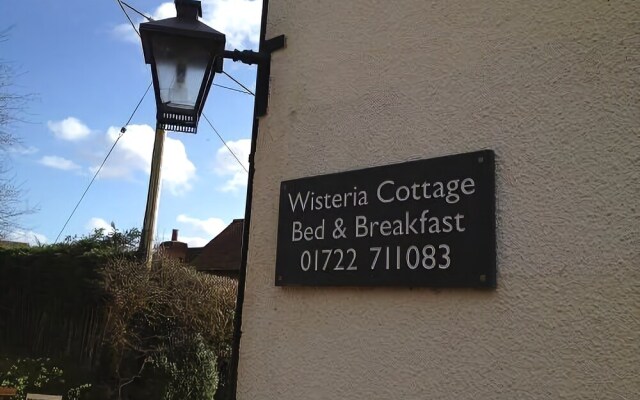 Wisteria Cottage
Bed & Breakfast
01722 711083